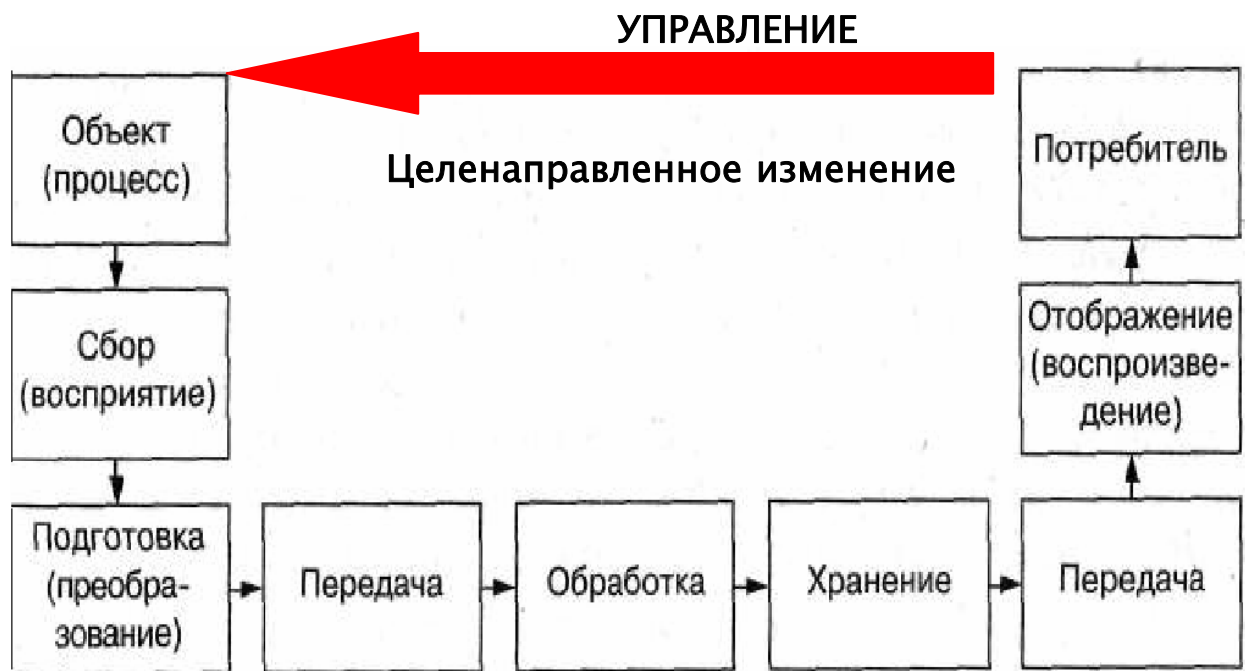 УПРАВЛЕНИЕ
Объект
(процесс)
Целенаправленное изменение
Потребитель
Сбор
(восприятие)
Отображение
(воспроизве-
дение)
Подготовка
(преобра-
зование)
Передача
Обработка
Хранение
Передача